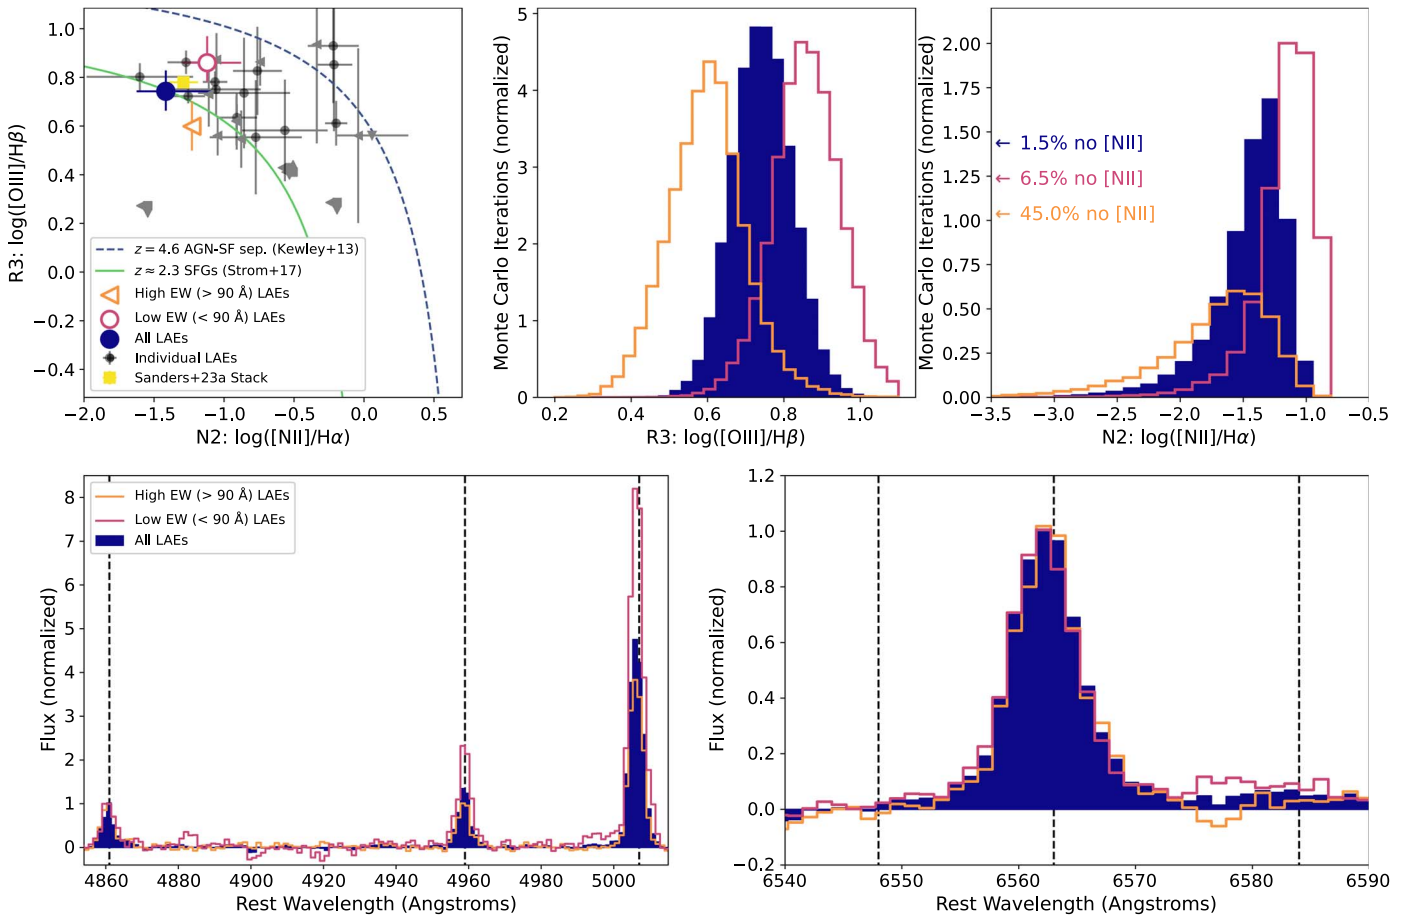 R3: log([OIII]/Hβ)
1.0
0.8
0.6
0.4
0.2
0.0
−0.2
−0.4
z = 4.6 AGN-SF sep. (Kewley+13)
z ≈ 2.3 SFGs (Strom+17)
High EW (> 90 Å) LAEs
Low EW (< 90 Å) LAEs
All LAEs
Individual LAEs
Sanders+23a Stack
−2.0 −1.5 −1.0 −0.5 0.0 0.5
N2: log([NII]/Hα)
Monte Carlo Iterations (normalized)
5
4
3
2
1
0
0.2 0.4 0.6 0.8 1.0
R3: log([OIII]/Hβ)
Monte Carlo Iterations (normalized)
2.00
1.75
1.50
1.25
1.00
0.75
0.50
0.25
0.00
← 1.5% no [NII]
← 6.5% no [NII]
← 45.0% no [NII]
−3.5 −3.0 −2.5 −2.0 −1.5 −1.0 −0.5
N2: log([NII]/Hα)
Flux (normalized)
8
7
6
5
4
3
2
1
0
High EW (> 90 Å) LAEs
Low EW (< 90 Å) LAEs
All LAEs
4860 4880 4900 4920 4940 4960 4980 5000
Rest Wavelength (Angstroms)
Flux (normalized)
1.2
1.0
0.8
0.6
0.4
0.2
0.0
−0.2
6540 6550 6560 6570 6580 6590
Rest Wavelength (Angstroms)